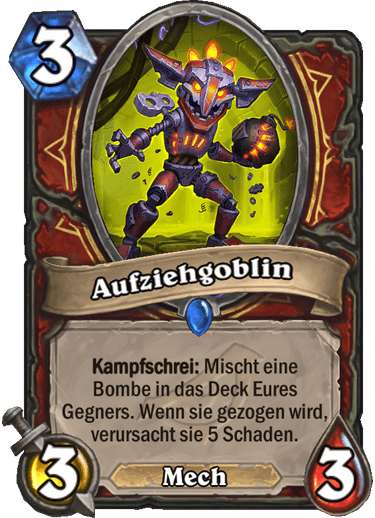 3
Aufziehgoblin
Kampfschrei: Mischt eine
Bombe in das Deck Eures
Gegners. Wenn sie gezogen wird,
verursacht sie 5 Schaden.
3
Mech
3